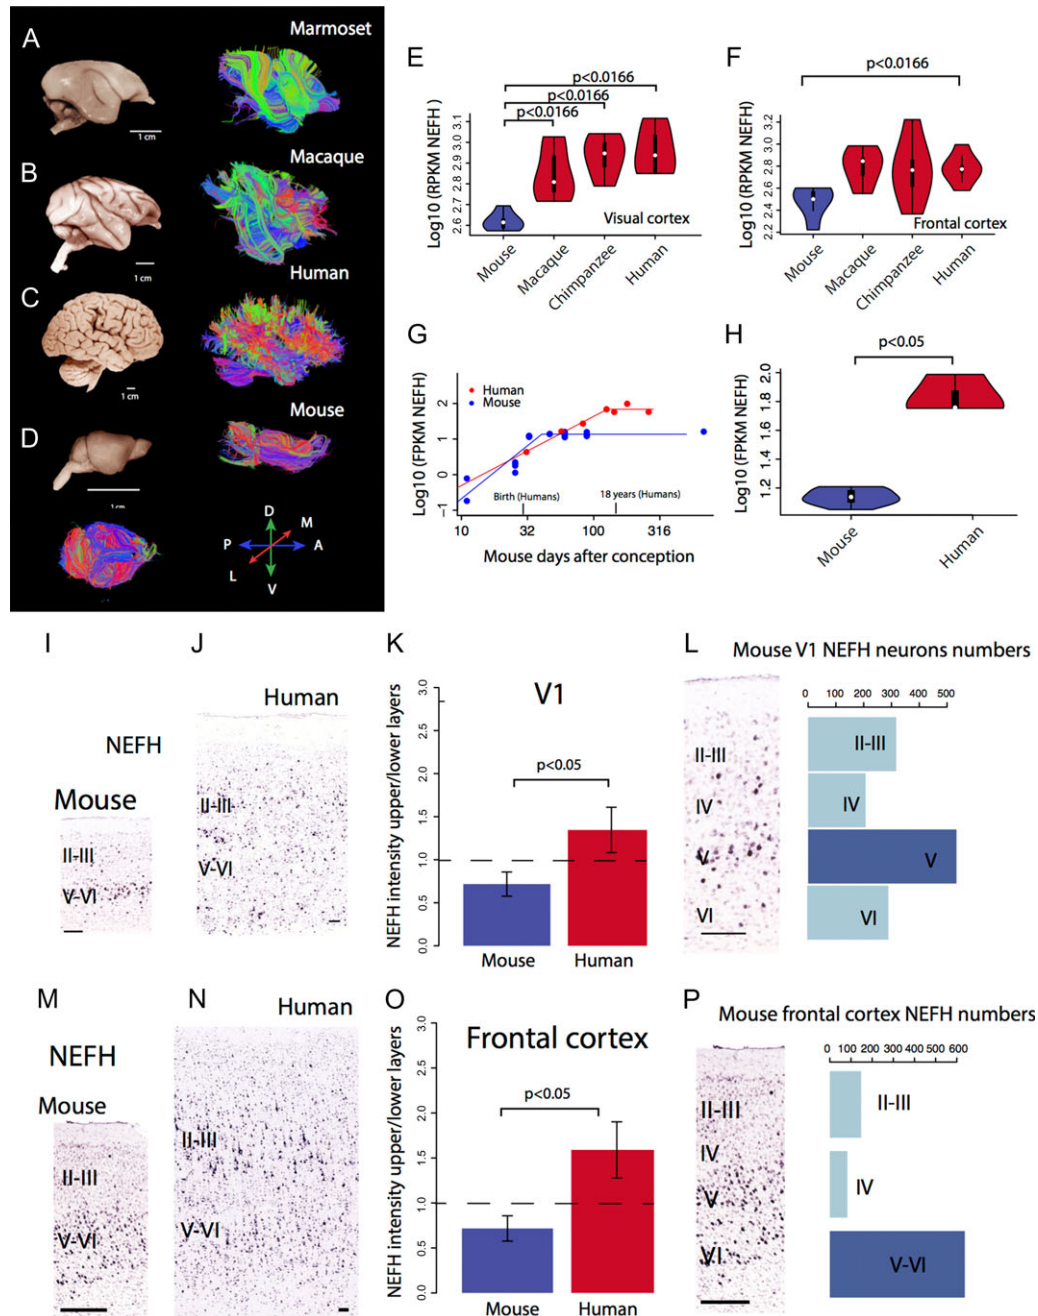 A
Marmoset
1 cm
B
Macaque
1 cm
C
Human
1 cm
D
Mouse
1 cm
D
M
P
A
L
V
E
p<0.0166
p<0.0166
p<0.0166
Log10 (RPKM NEFH)
3.1
3.0
2.9
2.8
2.7
2.6
Visual cortex
Mouse
Macaque
Chimpanzee
Human
F
p<0.0166
Log10 (RPKM NEFH)
3.2
3.0
2.8
2.6
2.4
2.2
Frontal cortex
Mouse
Macaque
Chimpanzee
Human
G
Human
Mouse
Log10 (FPKM NEFH)
2
1
0
−1
Birth (Humans)
18 years (Humans)
10
32
100
316
Mouse days after conception
H
p<0.05
Log10 (FPKM NEFH)
2.0
1.8
1.6
1.4
1.2
Mouse
Human
I
NEFH
Mouse
II-III
V-VI
J
Human
II-III
V-VI
K
V1
NEFH intensity upper/lower layers
3.0
2.5
2.0
1.5
1.0
0.5
0.0
p<0.05
Mouse
Human
L
Mouse V1 NEFH neurons numbers
0 100 200 300 400 500
II-III
IV
V
VI
II-III
IV
V
VI
M
NEFH
Mouse
II-III
V-VI
N
Human
II-III
V-VI
O
Frontal cortex
NEFH intensity upper/lower layers
3.0
2.5
2.0
1.5
1.0
0.5
0.0
p<0.05
Mouse
Human
P
Mouse frontal cortex NEFH numbers
0 100 200 300 400 500 600
II-III
IV
V
VI
II-III
IV
V-VI